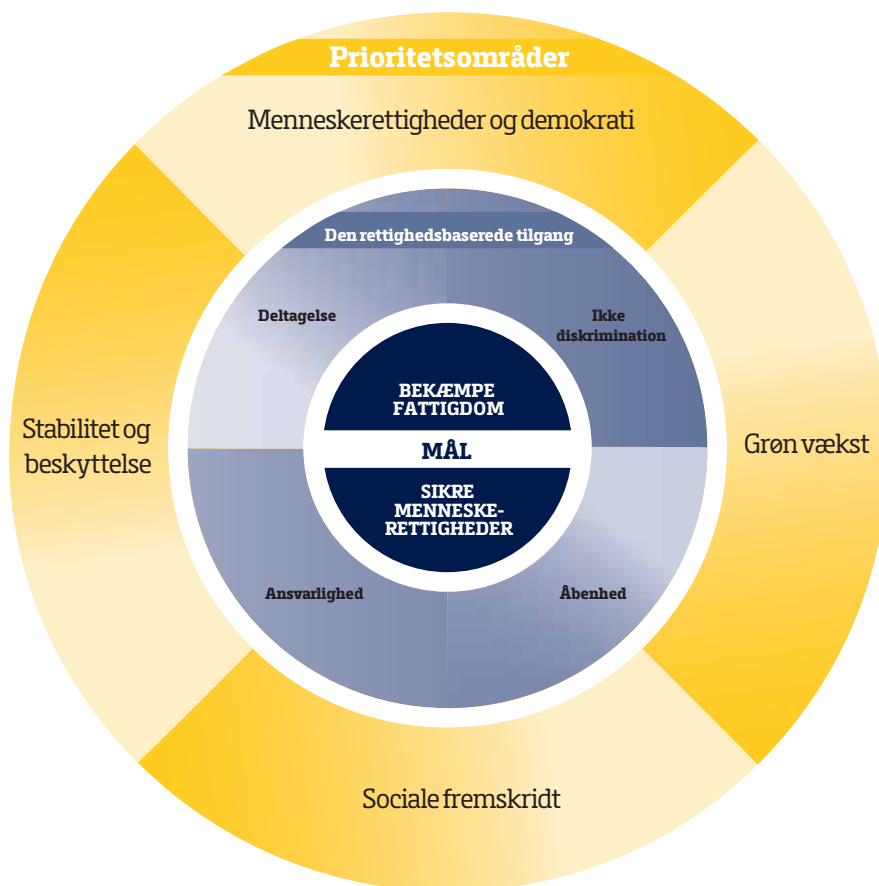 Prioritetsområder
Menneskerettigheder og demokrati
Den rettighedsbaserede tilgang
Deltagelse
Ikke
diskrimination
BEKÆMPE
FATTIGDOM
MÅL
SIKRE
MENNESKE-
RETTIGHEDER
Stabilitet og
beskyttelse
Grøn vækst
Ansvarlighed
Åbenhed
Sociale fremskridt